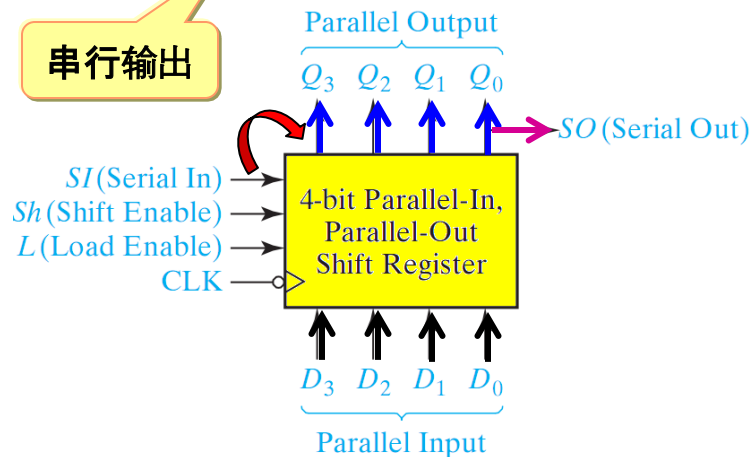 串行输出
Parallel Output
Q3 Q2 Q1 Q0
SO (Serial Out)
SI (Serial In)
Sh (Shift Enable)
L (Load Enable)
CLK
4-bit Parallel-In,
Parallel-Out
Shift Register
D3 D2 D1 D0
Parallel Input